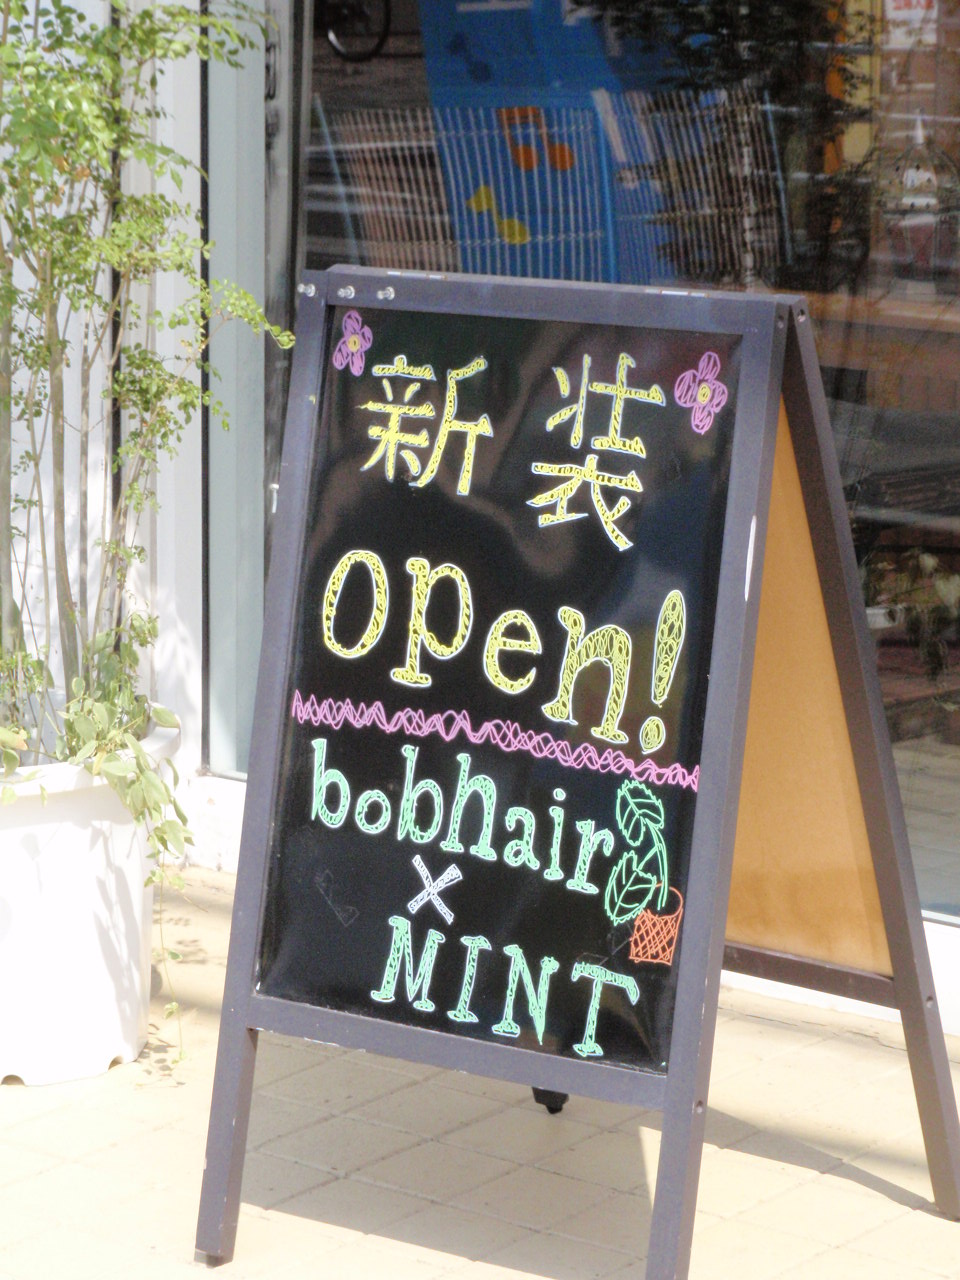 新装
open!
bobhair
×
MINT